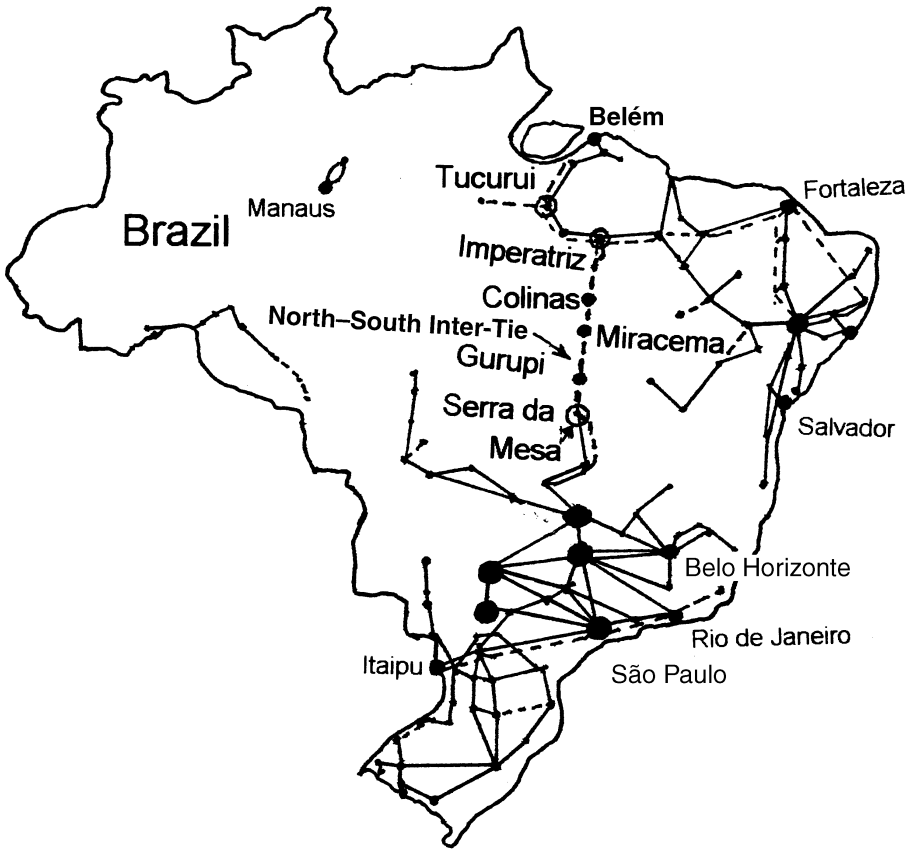 Belém
Tucurui
Fortaleza
Manaus
Brazil
Imperatriz
Colinas
North–South Inter-Tie
Miracema
Gurupi
Serra da
Mesa
Salvador
Belo Horizonte
Rio de Janeiro
Itaipu
São Paulo